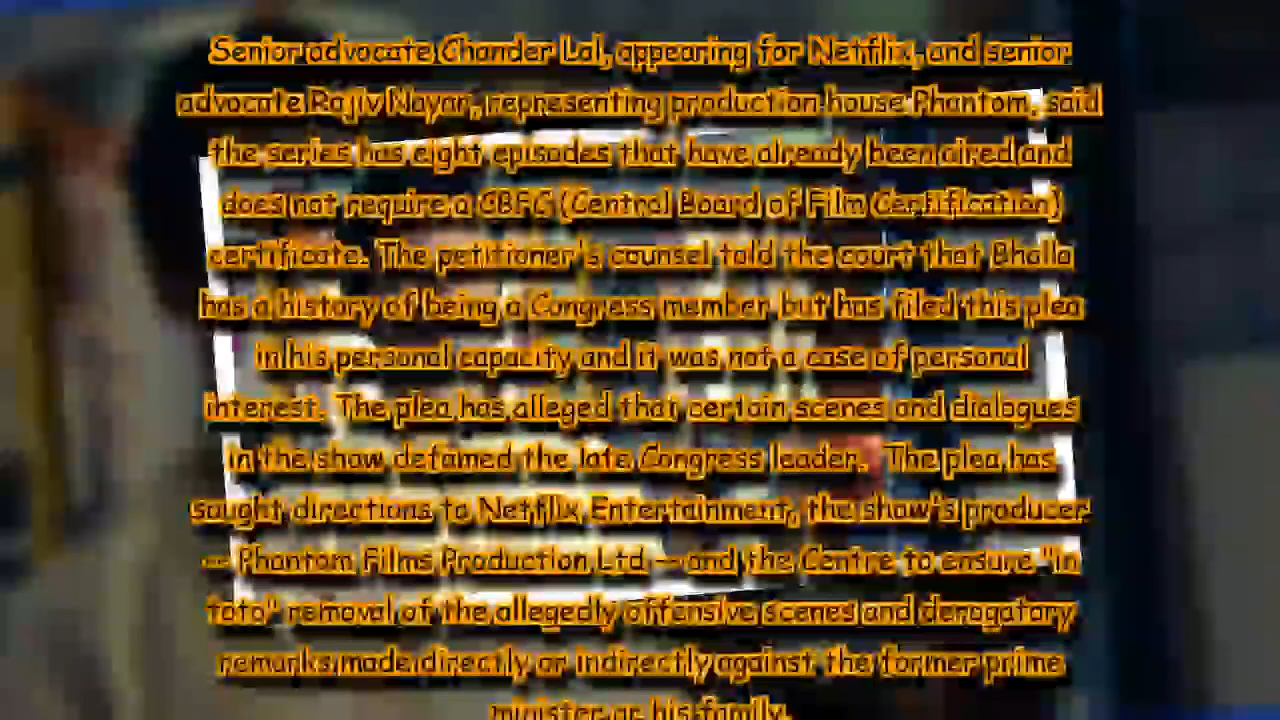 Senior advocate Chander Lal, appearing for Netflix, and senior
advocate Rajiv Nayar, representing production house Phantom, said
the series has eight episodes that have already been aired and
does not require a CBFC (Central Board of Film Certification)
certificate. The petitioner's counsel told the court that Bhalla
has a history of being a Congress member but has filed this plea
in his personal capacity and it was not a case of personal
interest. The plea has alleged that certain scenes and dialogues
in the show defamed the late Congress leader. The plea has
sought directions to Netflix Entertainment, the show's producer
-- Phantom Films Production Ltd -- and the Centre to ensure "in
toto" removal of the allegedly offensive scenes and derogatory
remarks made directly or indirectly against the former prime
minister or his family.